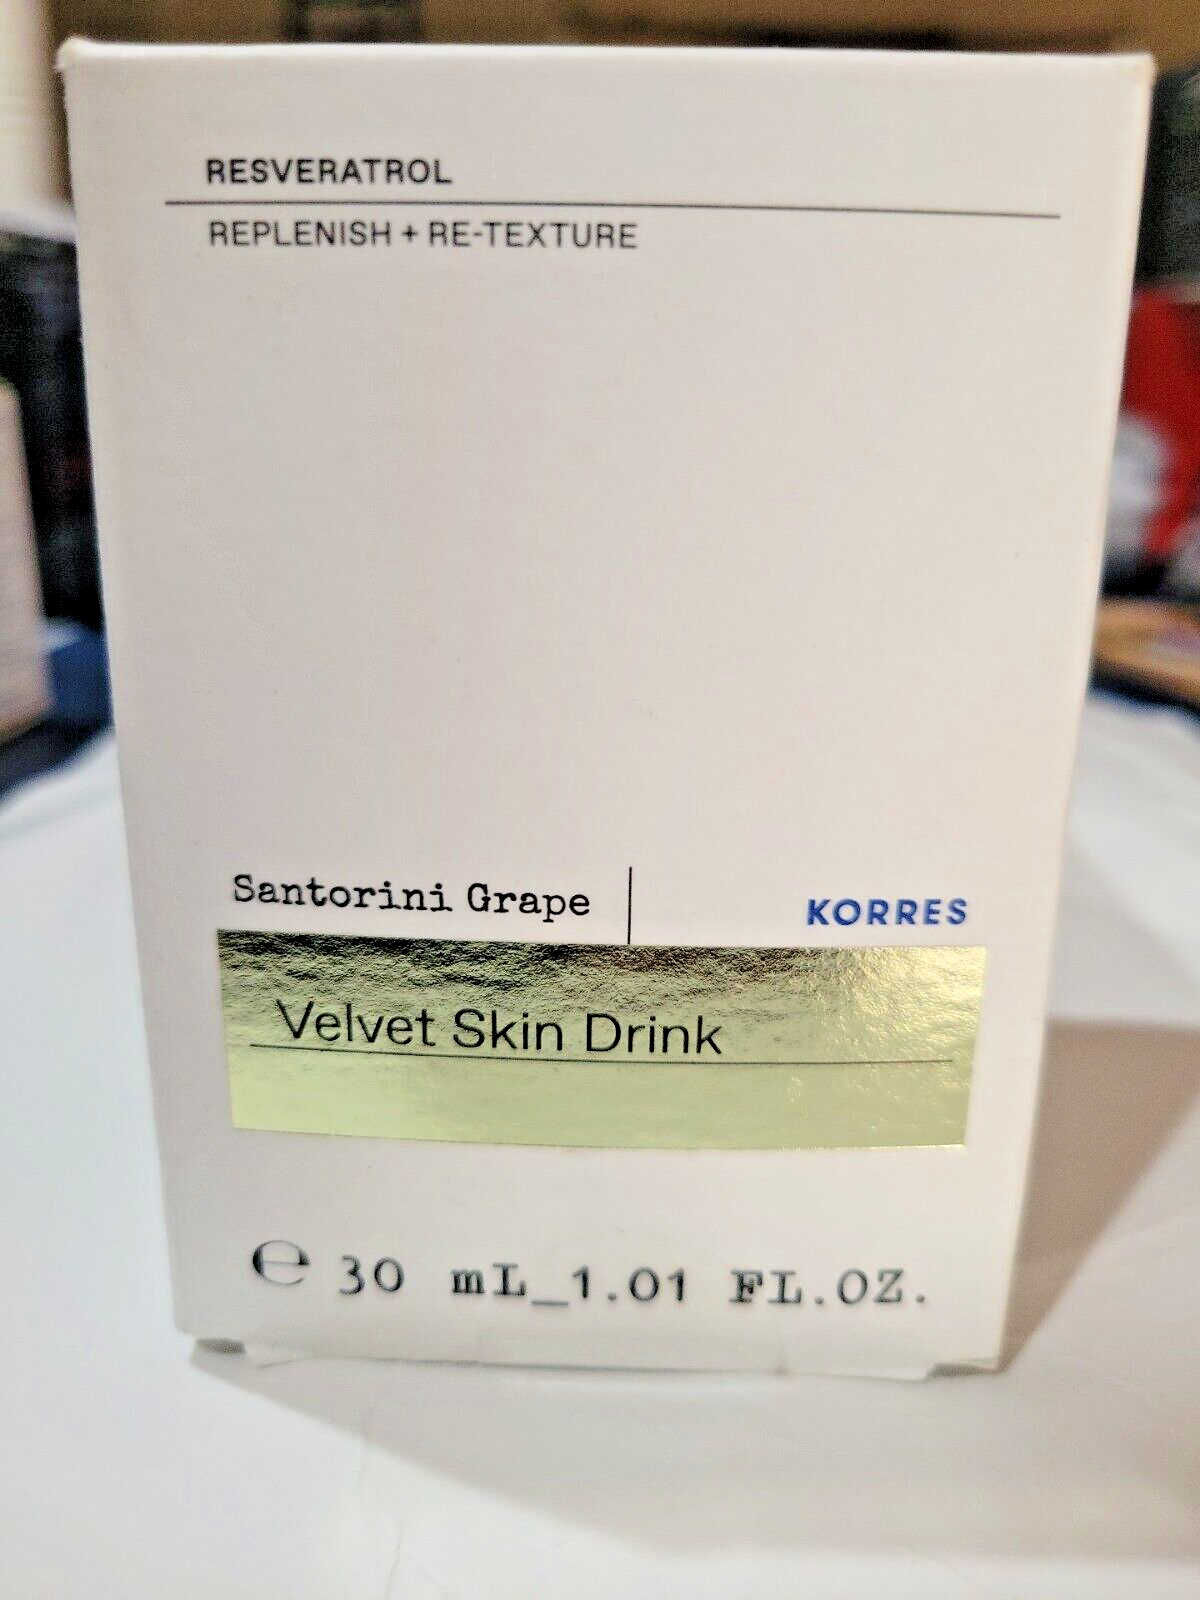 RESVERATROL
REPLENISH + RE-TEXTURE
Santorini Grape
KORRES
Velvet Skin Drink
℮ 30 mL_1.01 FL.OZ.